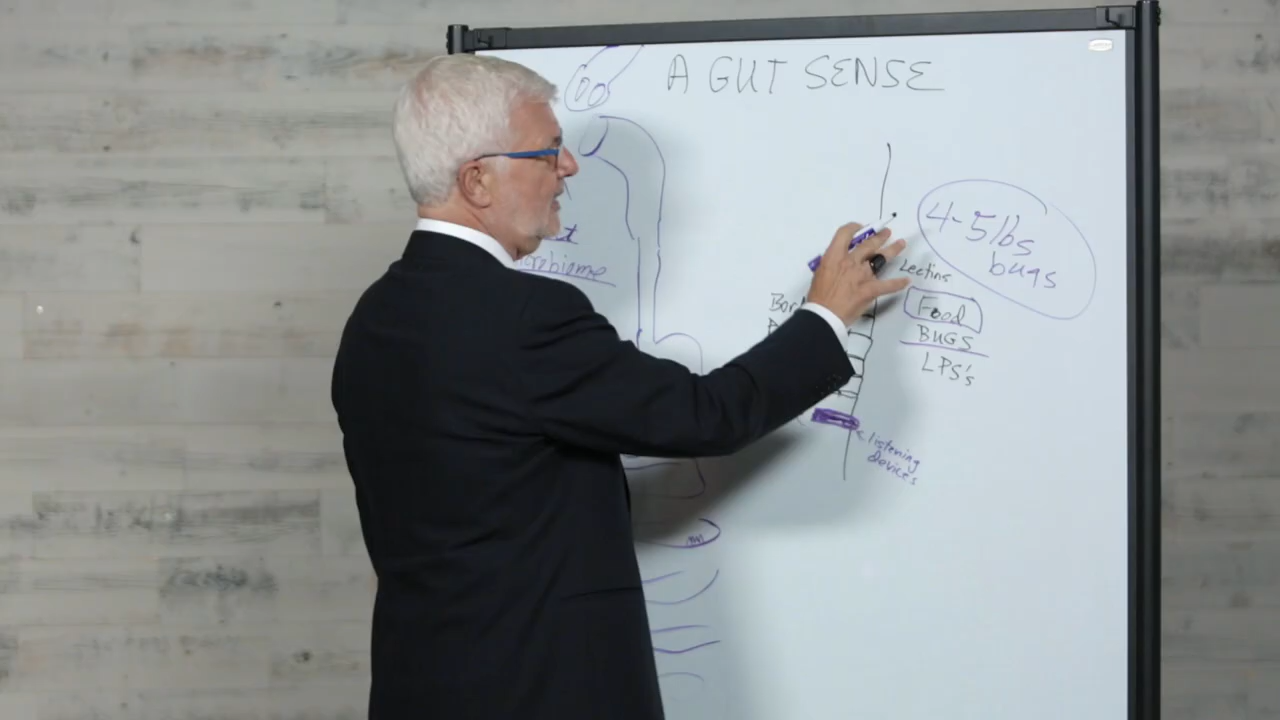 A GUT SENSE
4-5lbs
bugs
Lectins
Food
BUGS
LPS's
listening
devices